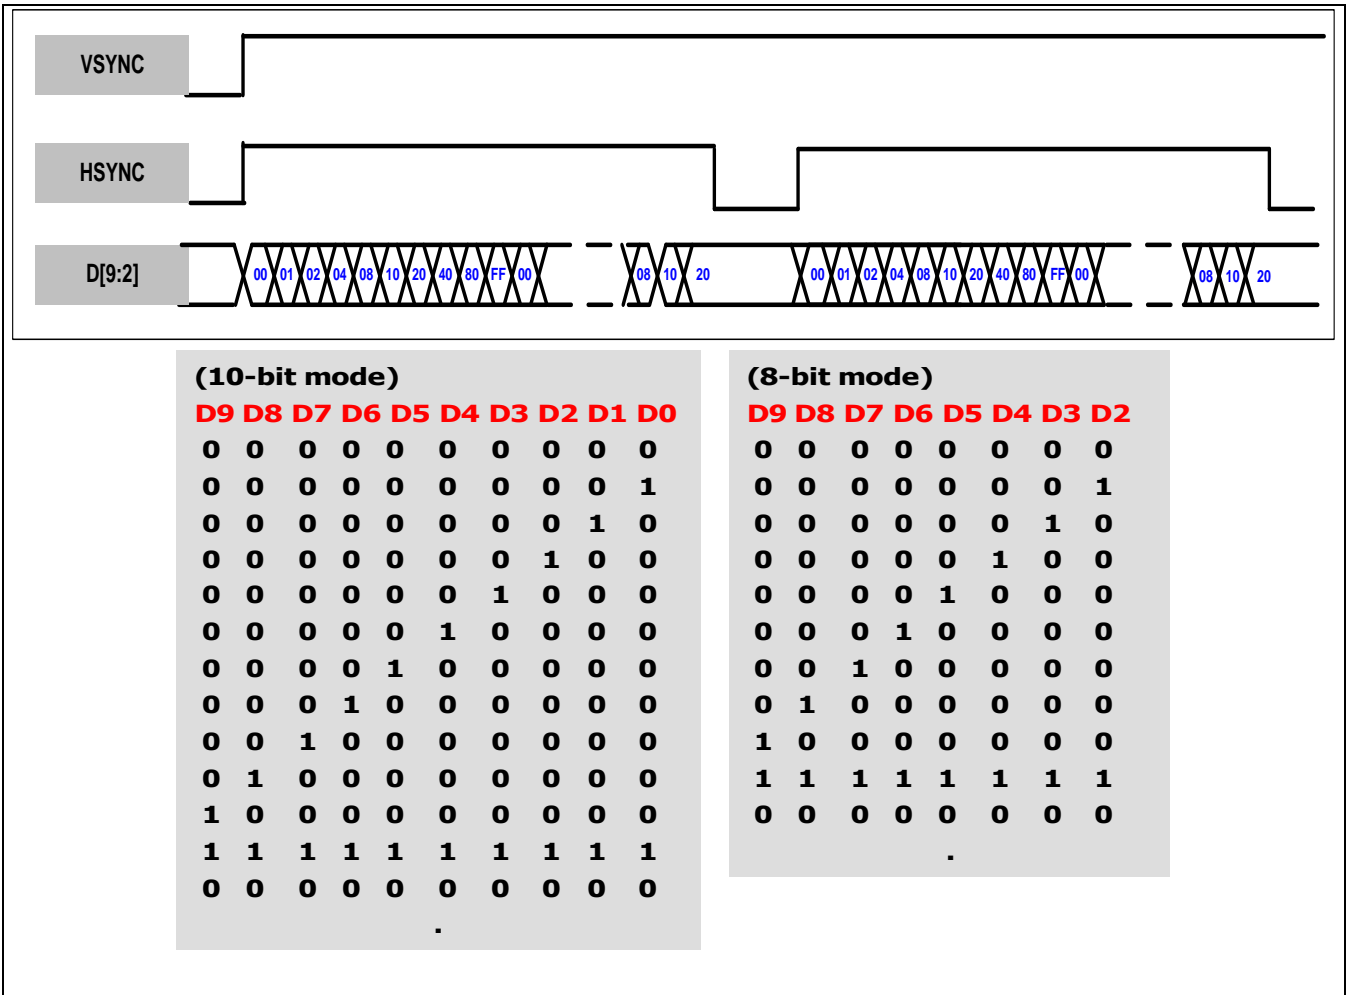 VSYNC
HSYNC
D[9:2]
00 01 02 04 08 10 20 40 80 FF 00 08 10 20 00 01 02 04 08 10 20 40 80 FF 00 08 10 20
(10-bit mode)
D9 D8 D7 D6 D5 D4 D3 D2 D1 D0
0 0 0 0 0 0 0 0 0 0
0 0 0 0 0 0 0 0 0 1
0 0 0 0 0 0 0 0 1 0
0 0 0 0 0 0 0 1 0 0
0 0 0 0 0 0 1 0 0 0
0 0 0 0 0 1 0 0 0 0
0 0 0 0 1 0 0 0 0 0
0 0 0 1 0 0 0 0 0 0
0 0 1 0 0 0 0 0 0 0
0 1 0 0 0 0 0 0 0 0
1 0 0 0 0 0 0 0 0 0
1 1 1 1 1 1 1 1 1 1
0 0 0 0 0 0 0 0 0 0
.
(8-bit mode)
D9 D8 D7 D6 D5 D4 D3 D2
0 0 0 0 0 0 0 0
0 0 0 0 0 0 0 1
0 0 0 0 0 0 1 0
0 0 0 0 0 1 0 0
0 0 0 0 1 0 0 0
0 0 0 1 0 0 0 0
0 0 1 0 0 0 0 0
0 1 0 0 0 0 0 0
1 0 0 0 0 0 0 0
1 1 1 1 1 1 1 1
0 0 0 0 0 0 0 0
.